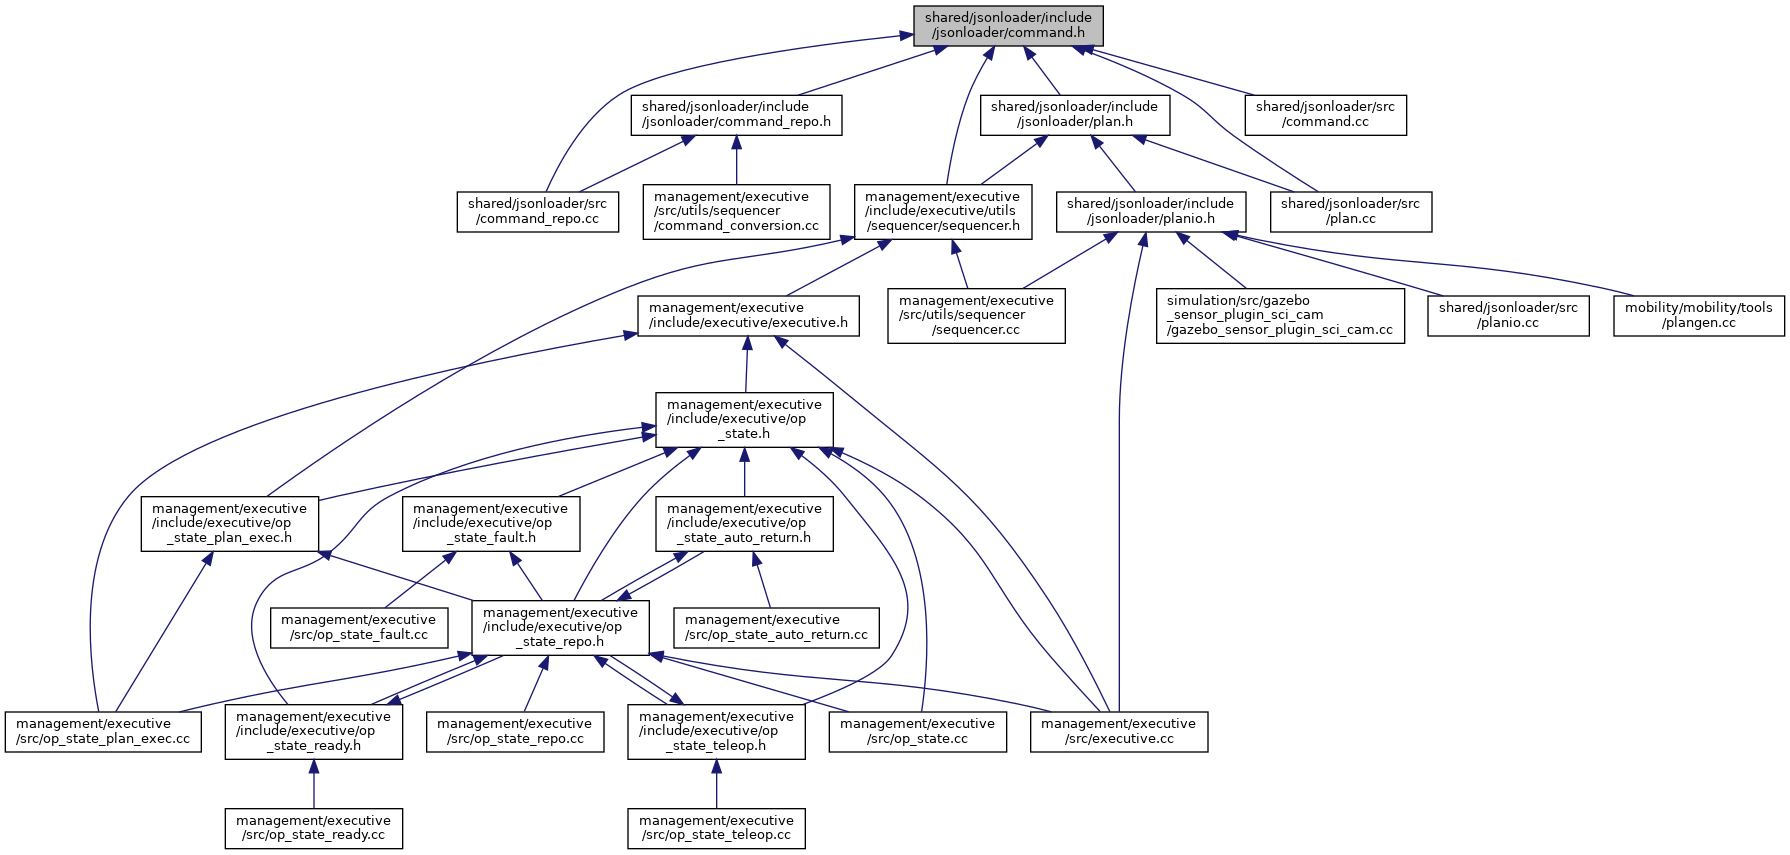 shared/jsonloader/include
/jsonloader/command.h
shared/jsonloader/include
/jsonloader/command_repo.h
shared/jsonloader/include
/jsonloader/plan.h
shared/jsonloader/src
/command.cc
shared/jsonloader/src
/command_repo.cc
management/executive
/src/utils/sequencer
/command_conversion.cc
management/executive
/include/executive/utils
/sequencer/sequencer.h
shared/jsonloader/include
/jsonloader/planio.h
shared/jsonloader/src
/plan.cc
management/executive
/include/executive/executive.h
management/executive
/src/utils/sequencer
/sequencer.cc
simulation/src/gazebo
_sensor_plugin_sci_cam
/gazebo_sensor_plugin_sci_cam.cc
shared/jsonloader/src
/planio.cc
mobility/mobility/tools
/plangen.cc
management/executive
/include/executive/op
_state.h
management/executive
/include/executive/op
_state_plan_exec.h
management/executive
/include/executive/op
_state_fault.h
management/executive
/include/executive/op
_state_auto_return.h
management/executive
/src/op_state_fault.cc
management/executive
/include/executive/op
_state_repo.h
management/executive
/src/op_state_auto_return.cc
management/executive
/src/op_state_plan_exec.cc
management/executive
/include/executive/op
_state_ready.h
management/executive
/src/op_state_repo.cc
management/executive
/include/executive/op
_state_teleop.h
management/executive
/src/op_state.cc
management/executive
/src/executive.cc
management/executive
/src/op_state_ready.cc
management/executive
/src/op_state_teleop.cc